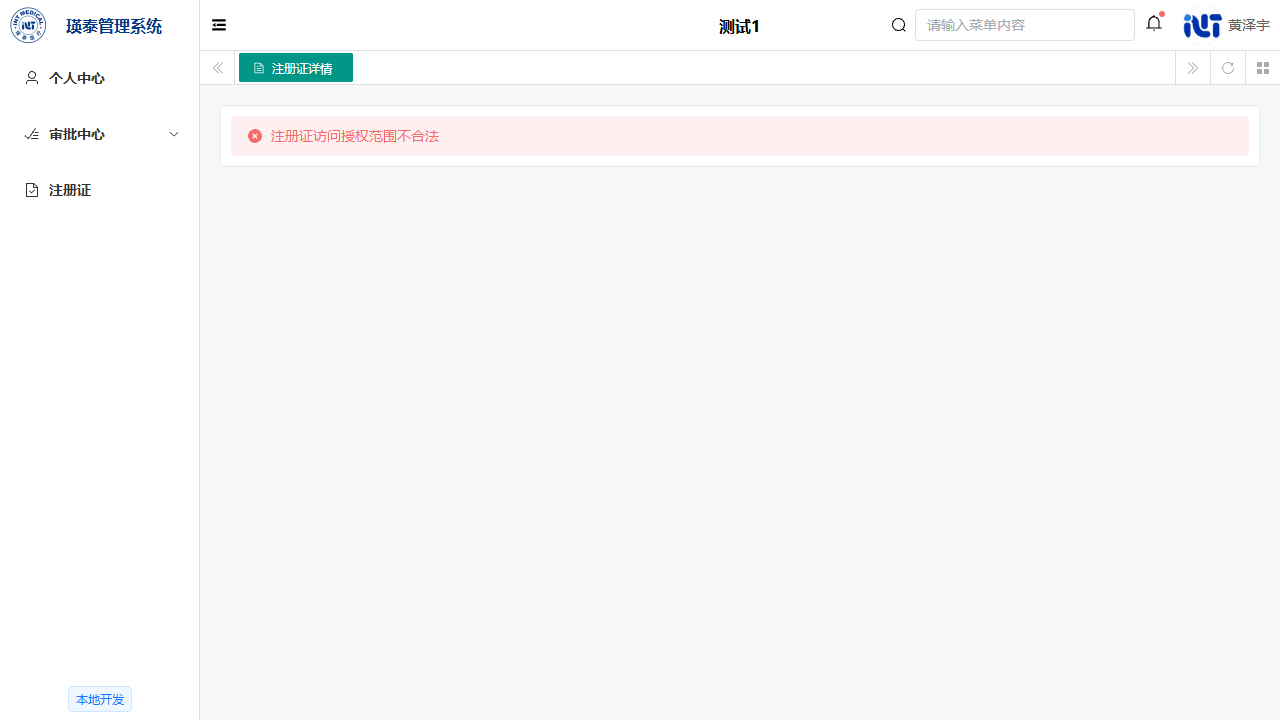 瑛泰管理系统
测试1
请输入菜单内容
黄泽宇
个人中心
审批中心
注册证
注册证详情
注册证访问授权范围不合法
本地开发